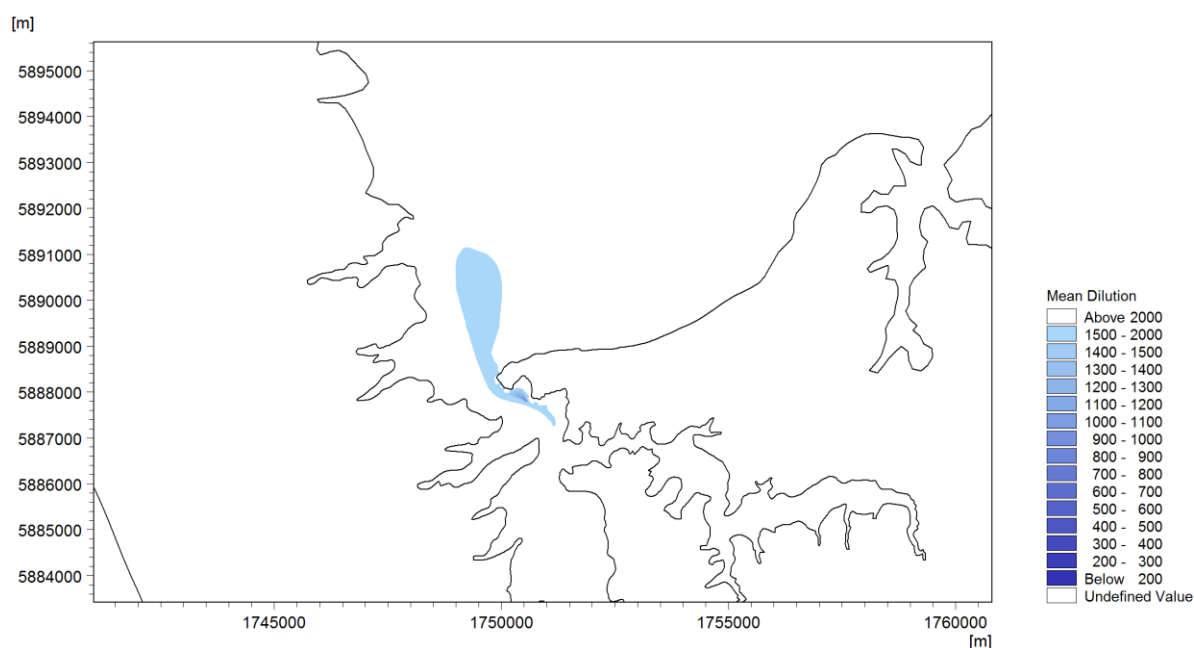 [m]
5895000
5894000
5893000
5892000
5891000
5890000
5889000
5888000
5887000
5886000
5885000
5884000
1745000 1750000 1755000 1760000
[m]
Mean Dilution
Above 2000
1500 - 2000
1400 - 1500
1300 - 1400
1200 - 1300
1100 - 1200
1000 - 1100
900 - 1000
800 - 900
700 - 800
600 - 700
500 - 600
400 - 500
300 - 400
200 - 300
Below 200
Undefined Value